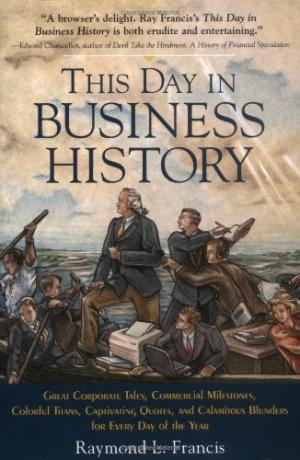 "A browser's delight. Ray Francis's This Day in
Business History is both erudite and entertaining."
—Edward Chancellor, author of Devil Take the Hindmost: A History of Financial Speculation
THIS DAY IN
BUSINESS
HISTORY
Great Corporate Tales, Commercial Milestones,
Colorful Titans, Captivating Quotes, and Calamitous Blunders
for Every Day of the Year
Raymond L. Francis